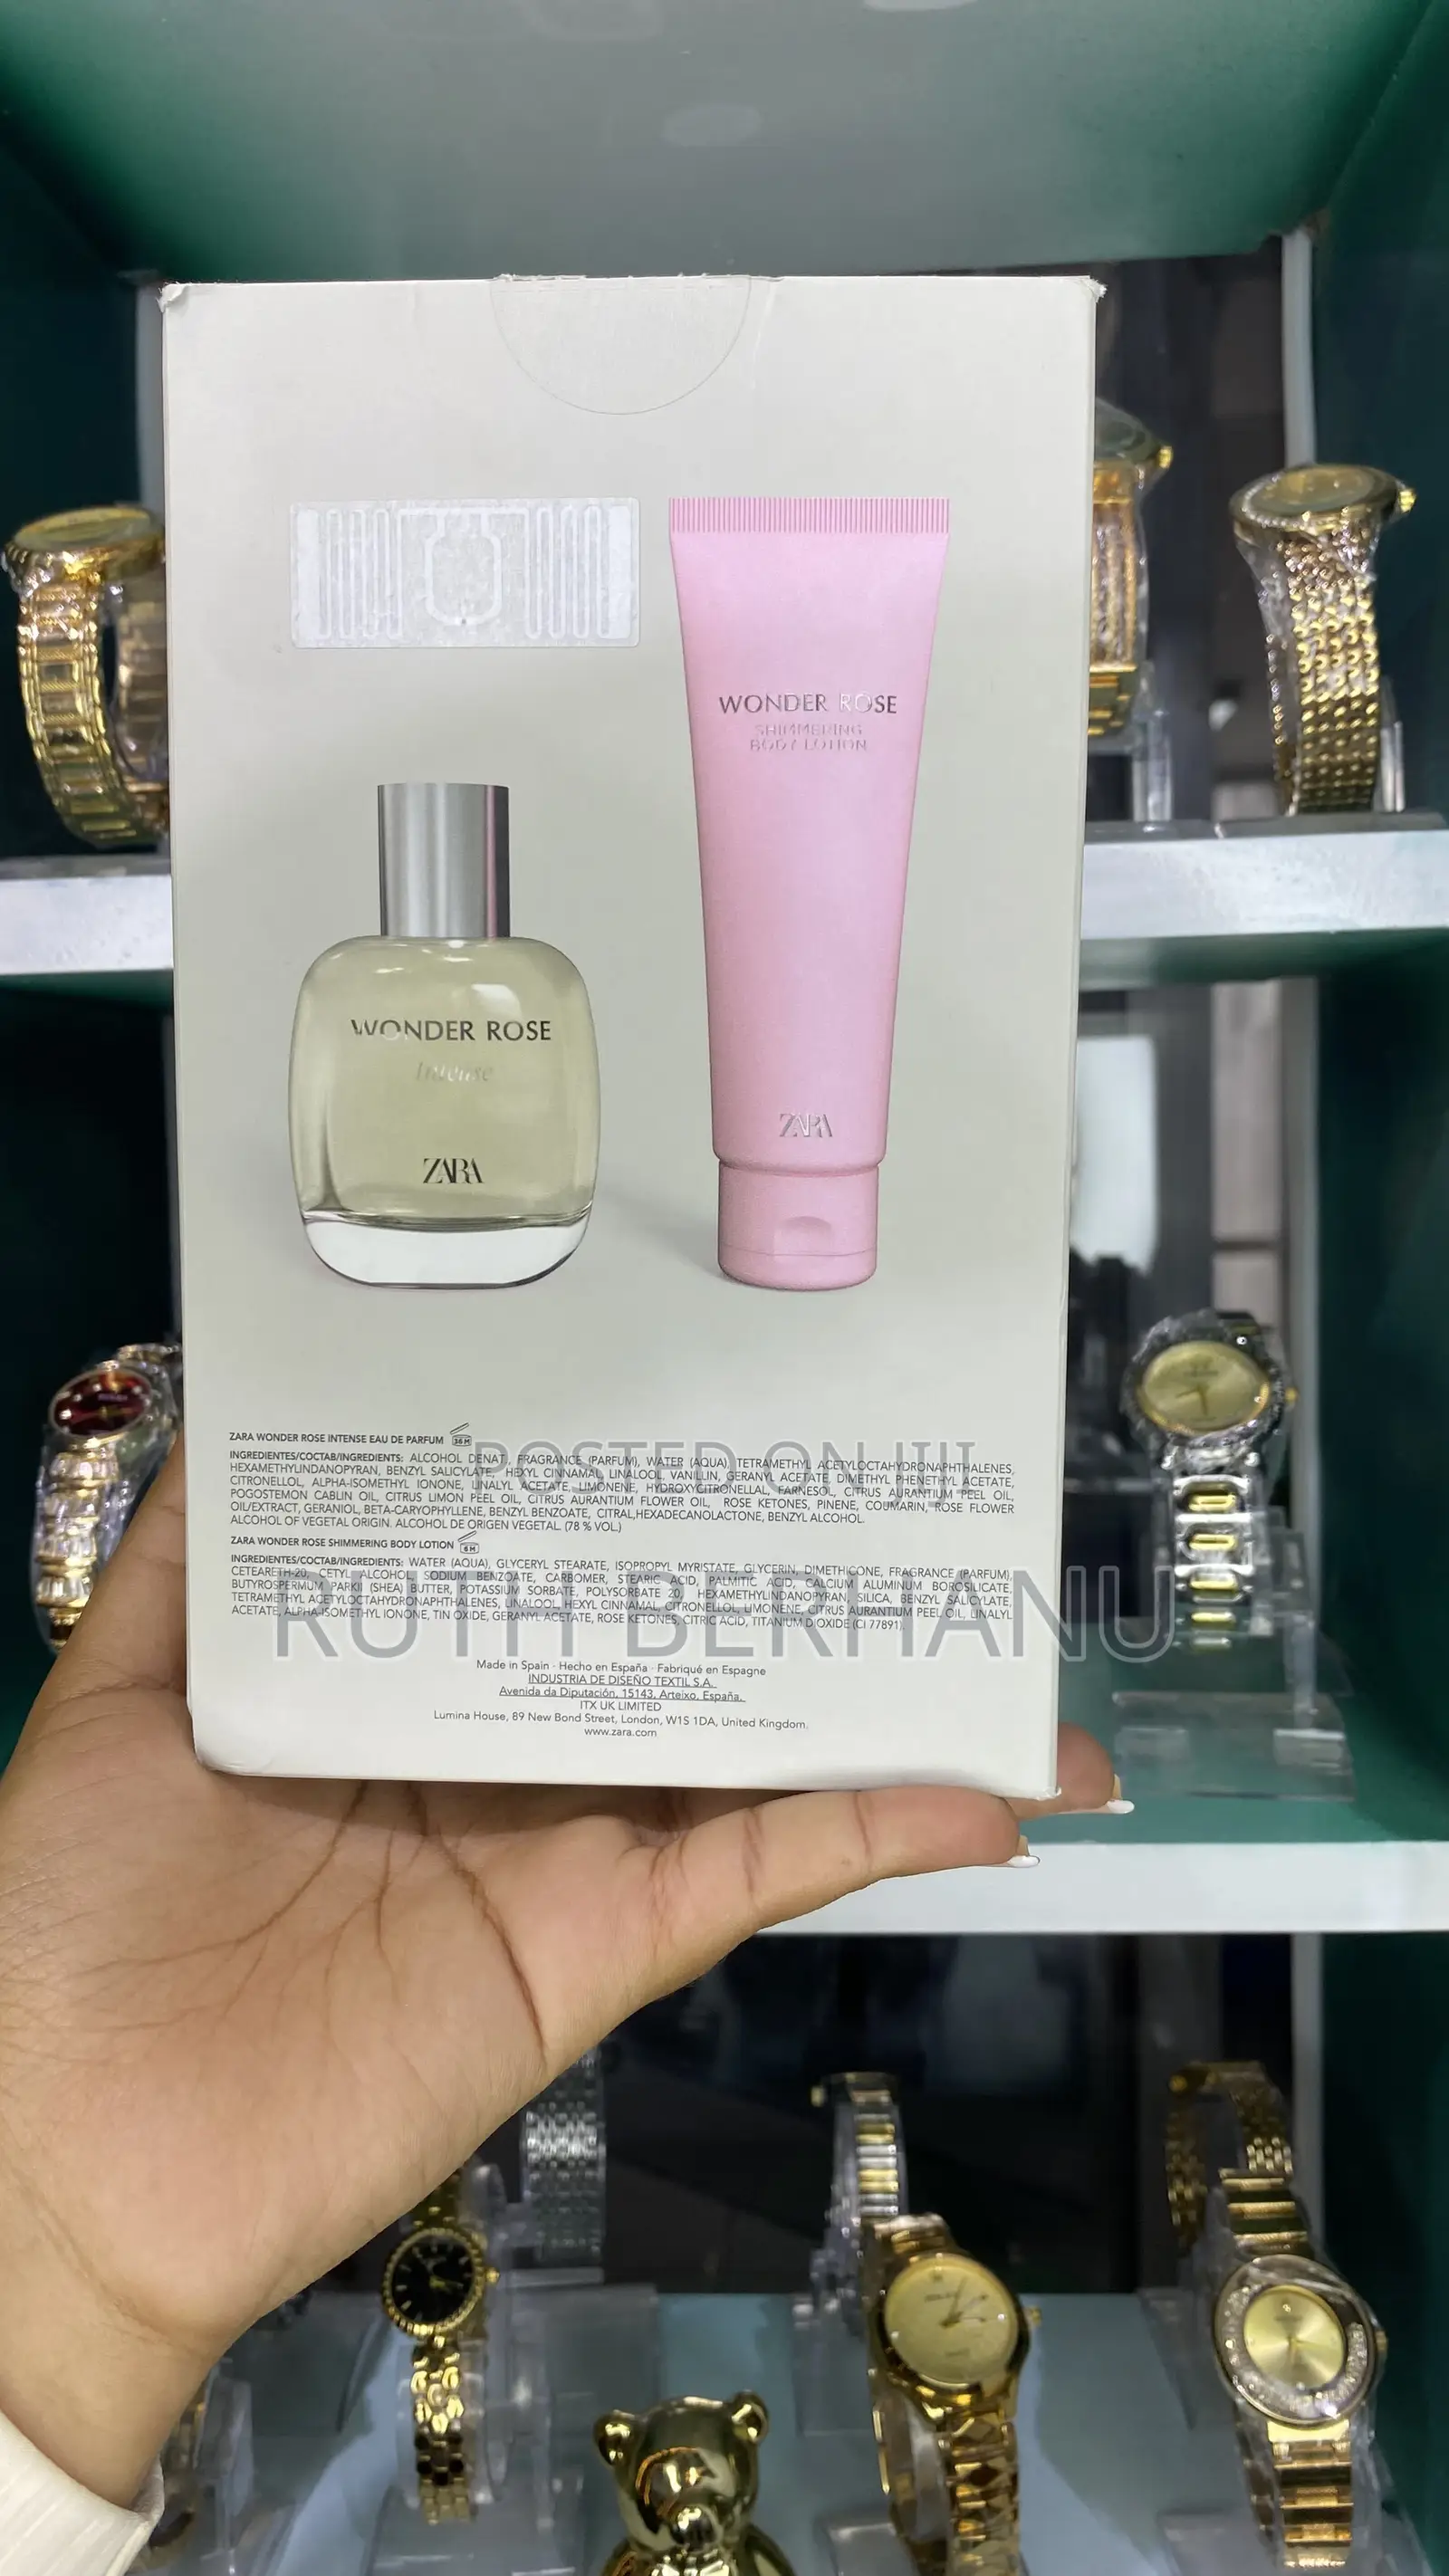 WONDER ROSE
SHIMMERING
BODY LOTION
WONDER ROSE
Intense
ZARA
ZARA
ZARA WONDER ROSE INTENSE EAU DE PARFUM 36 M
INGREDIENTES/COCTAB/INGREDIENTS: ALCOHOL DENAT., FRAGRANCE (PARFUM), WATER (AQUA), TETRAMETHYL ACETYLOCTAHYDRONAPHTHALENES,
HEXAMETHYLINDANOPYRAN, BENZYL SALICYLATE, HEXYL CINNAMAL, LINALOOL, VANILLIN, GERANYL ACETATE, DIMETHYL PHENETHYL ACETATE,
CITRONELLOL, ALPHA-ISOMETHYL IONONE, LINALYL ACETATE, LIMONENE, HYDROXYCITRONELLAL, FARNESOL, CITRUS AURANTIUM PEEL OIL,
POGOSTEMON CABLIN OIL, CITRUS LIMON PEEL OIL, CITRUS AURANTIUM FLOWER OIL, ROSE KETONES, PINENE, COUMARIN, ROSE FLOWER
OIL/EXTRACT, GERANIOL, BETA-CARYOPHYLLENE, BENZYL BENZOATE, CITRAL,HEXADECANOLACTONE, BENZYL ALCOHOL.
ALCOHOL OF VEGETAL ORIGIN. ALCOHOL DE ORIGEN VEGETAL. (78 % VOL.)
ZARA WONDER ROSE SHIMMERING BODY LOTION 6 M
INGREDIENTES/COCTAB/INGREDIENTS: WATER (AQUA), GLYCERYL STEARATE, ISOPROPYL MYRISTATE, GLYCERIN, DIMETHICONE, FRAGRANCE (PARFUM),
CETEARETH-20, CETYL ALCOHOL, SODIUM BENZOATE, CARBOMER, STEARIC ACID, PALMITIC ACID, CALCIUM ALUMINUM BOROSILICATE,
BUTYROSPERMUM PARKII (SHEA) BUTTER, POTASSIUM SORBATE, POLYSORBATE 20, HEXAMETHYLINDANOPYRAN, SILICA, BENZYL SALICYLATE,
TETRAMETHYL ACETYLOCTAHYDRONAPHTHALENES, LINALOOL, HEXYL CINNAMAL, CITRONELLOL, LIMONENE, CITRUS AURANTIUM PEEL OIL, LINALYL
ACETATE, ALPHA-ISOMETHYL IONONE, TIN OXIDE, GERANYL ACETATE, ROSE KETONES, CITRIC ACID, TITANIUM DIOXIDE (CI 77891).
POSTED ON JIJI
RUTH BERHANU
Made in Spain · Hecho en España · Fabriqué en Espagne
INDUSTRIA DE DISEÑO TEXTIL S.A.
Avenida da Diputación, 15143, Arteixo, España.
ITX UK LIMITED
Lumina House, 89 New Bond Street, London, W1S 1DA, United Kingdom.
www.zara.com